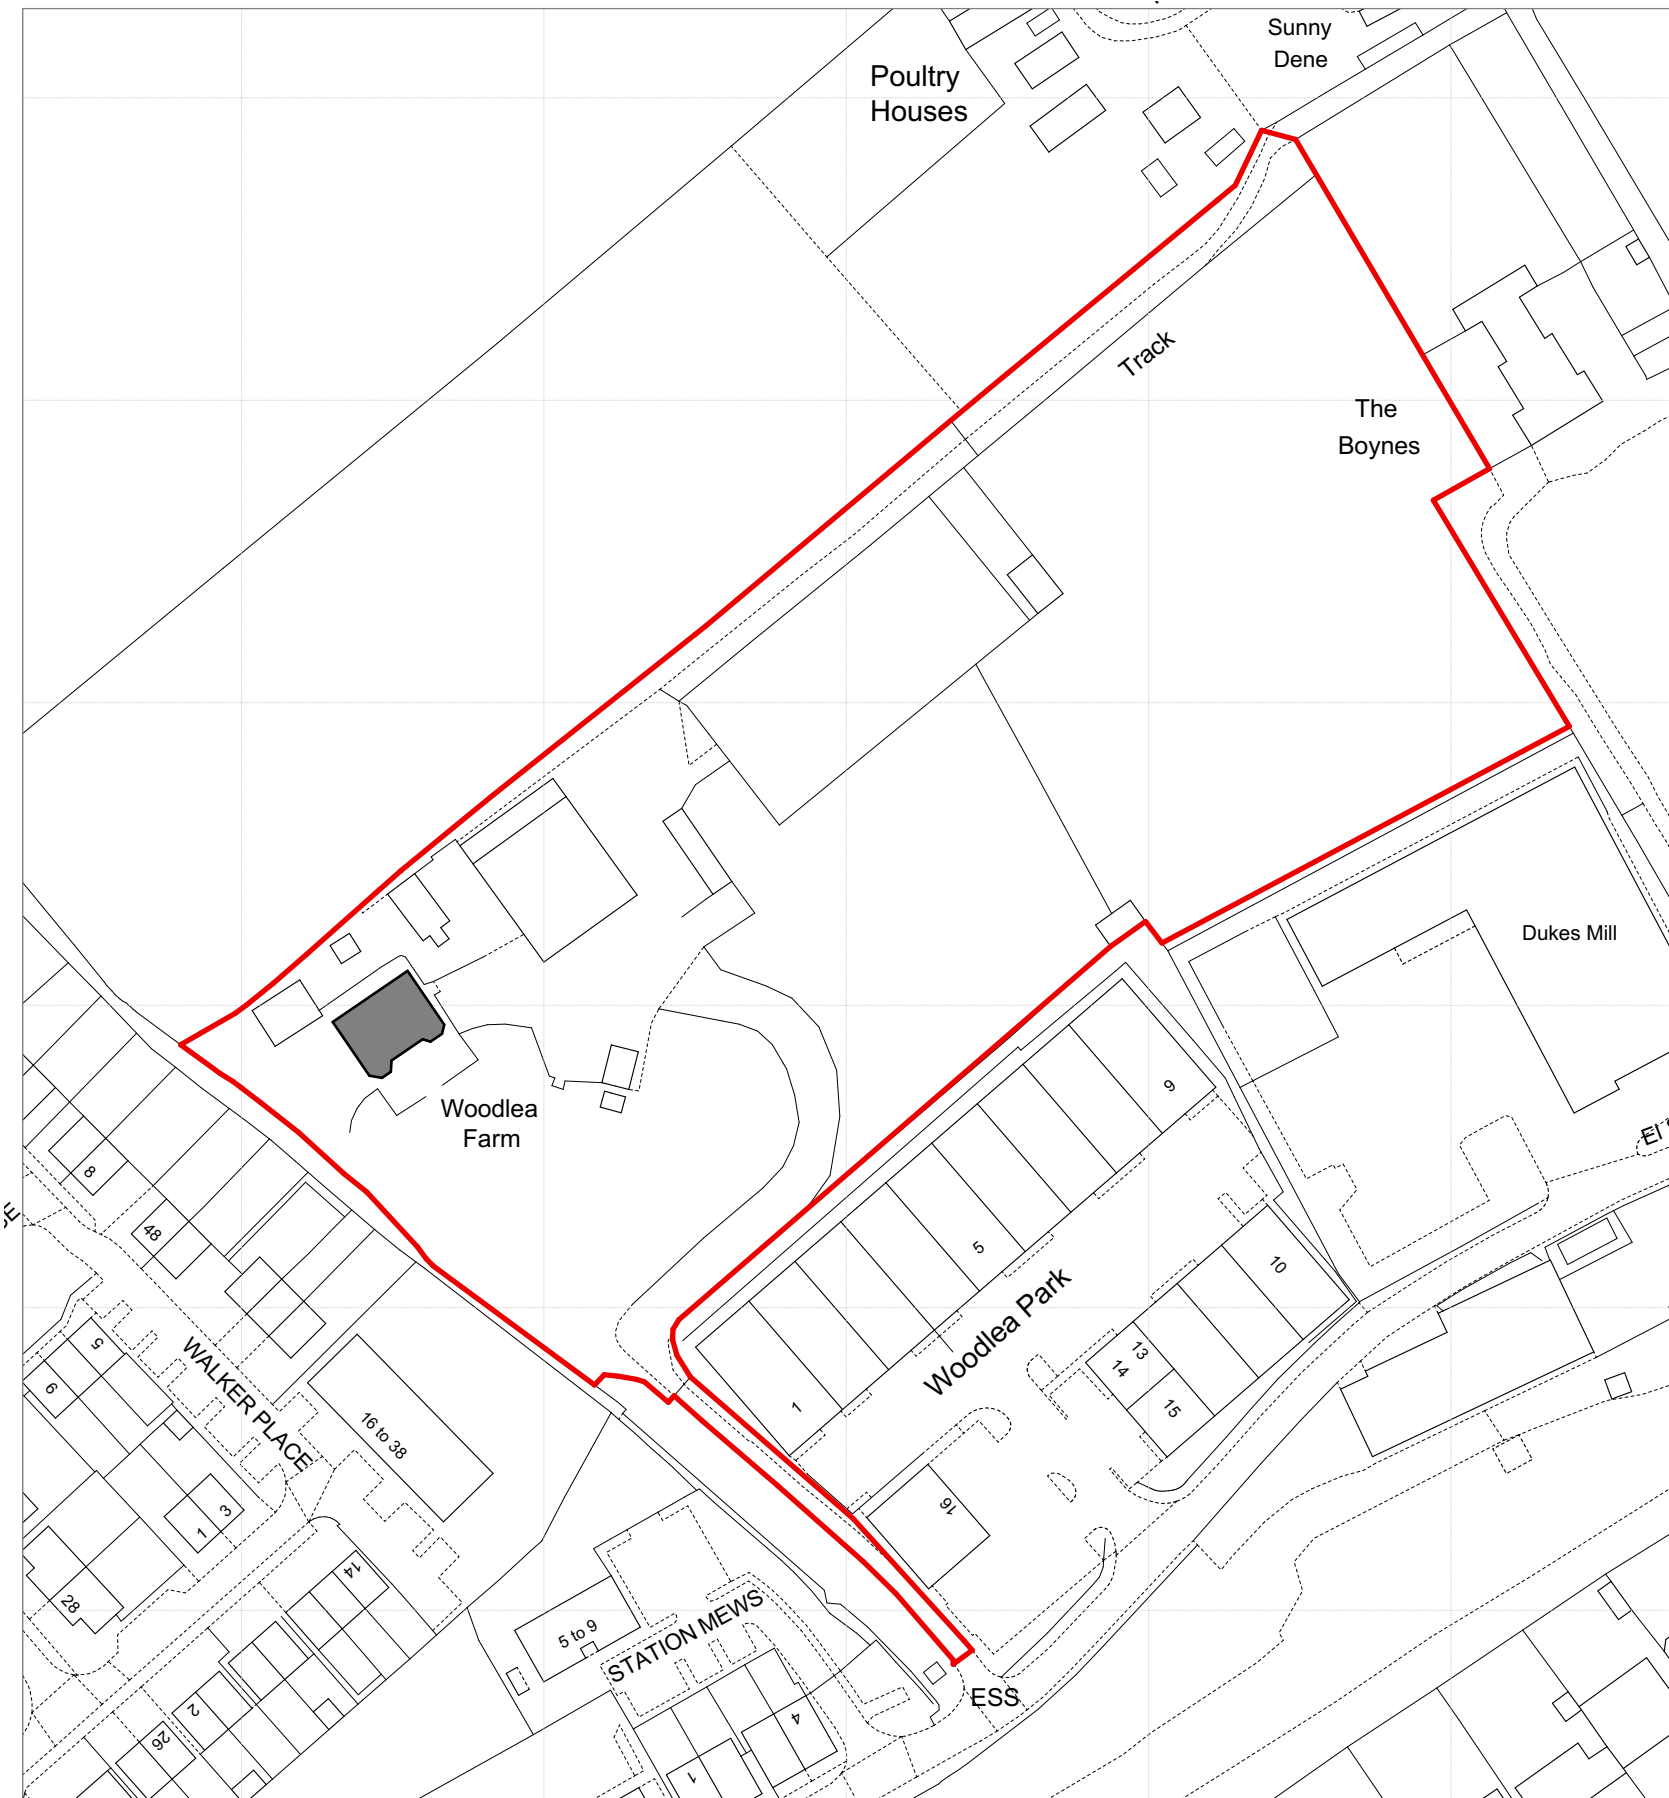 Sunny
Dene
Poultry
Houses
Track
The
Boynes
Dukes Mill
Woodlea
Farm
9
8
48
5
10
Woodlea Park
5
6
WALKER PLACE
13
14
15
1
16 to 38
16
3
1
28
14
5 to 9
STATION MEWS
ESS
2
26
4
1